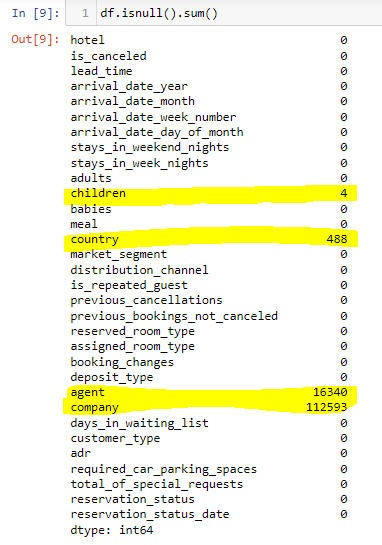 In [9]: 1 df.isnull().sum()
Out[9]: hotel 0
is_canceled 0
lead_time 0
arrival_date_year 0
arrival_date_month 0
arrival_date_week_number 0
arrival_date_day_of_month 0
stays_in_weekend_nights 0
stays_in_week_nights 0
adults 0
children 4
babies 0
meal 0
country 488
market_segment 0
distribution_channel 0
is_repeated_guest 0
previous_cancellations 0
previous_bookings_not_canceled 0
reserved_room_type 0
assigned_room_type 0
booking_changes 0
deposit_type 0
agent 16340
company 112593
days_in_waiting_list 0
customer_type 0
adr 0
required_car_parking_spaces 0
total_of_special_requests 0
reservation_status 0
reservation_status_date 0
dtype: int64